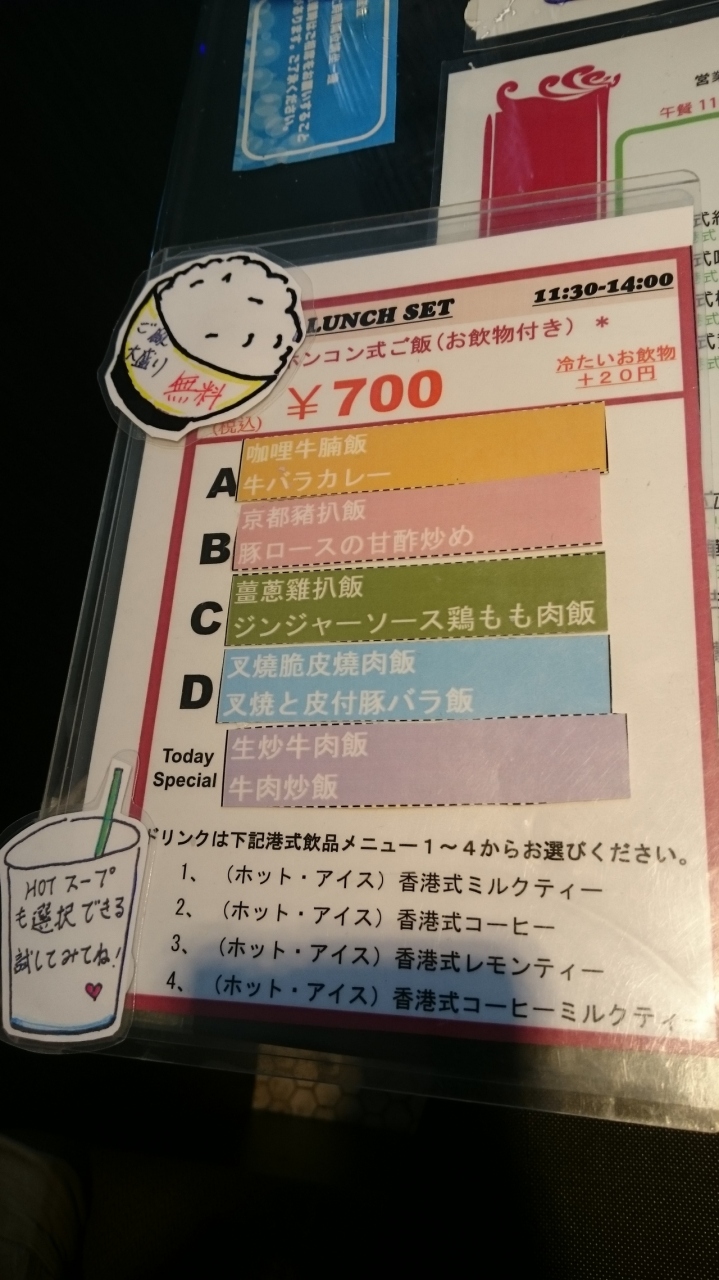 営業
午餐 11
LUNCH SET
11:30-14:00
ホンコン式ご飯(お飲物付き) *
¥700
(税込)
冷たいお飲物
+20円
ご飯
大盛り
無料
A
咖哩牛腩飯
牛バラカレー
B
京都豬扒飯
豚ロースの甘酢炒め
C
薑蔥雞扒飯
ジンジャーソース鶏もも肉飯
D
叉燒脆皮燒肉飯
叉焼と皮付豚バラ飯
Today
Special
生炒牛肉飯
牛肉炒飯
ドリンクは下記港式飲品メニュー1~4からお選びください。
1、 (ホット・アイス) 香港式ミルクティー
2、 (ホット・アイス) 香港式コーヒー
3、 (ホット・アイス) 香港式レモンティー
4、 (ホット・アイス) 香港式コーヒーミルクティー
HOT スープ
も選択できる
試してみてね!